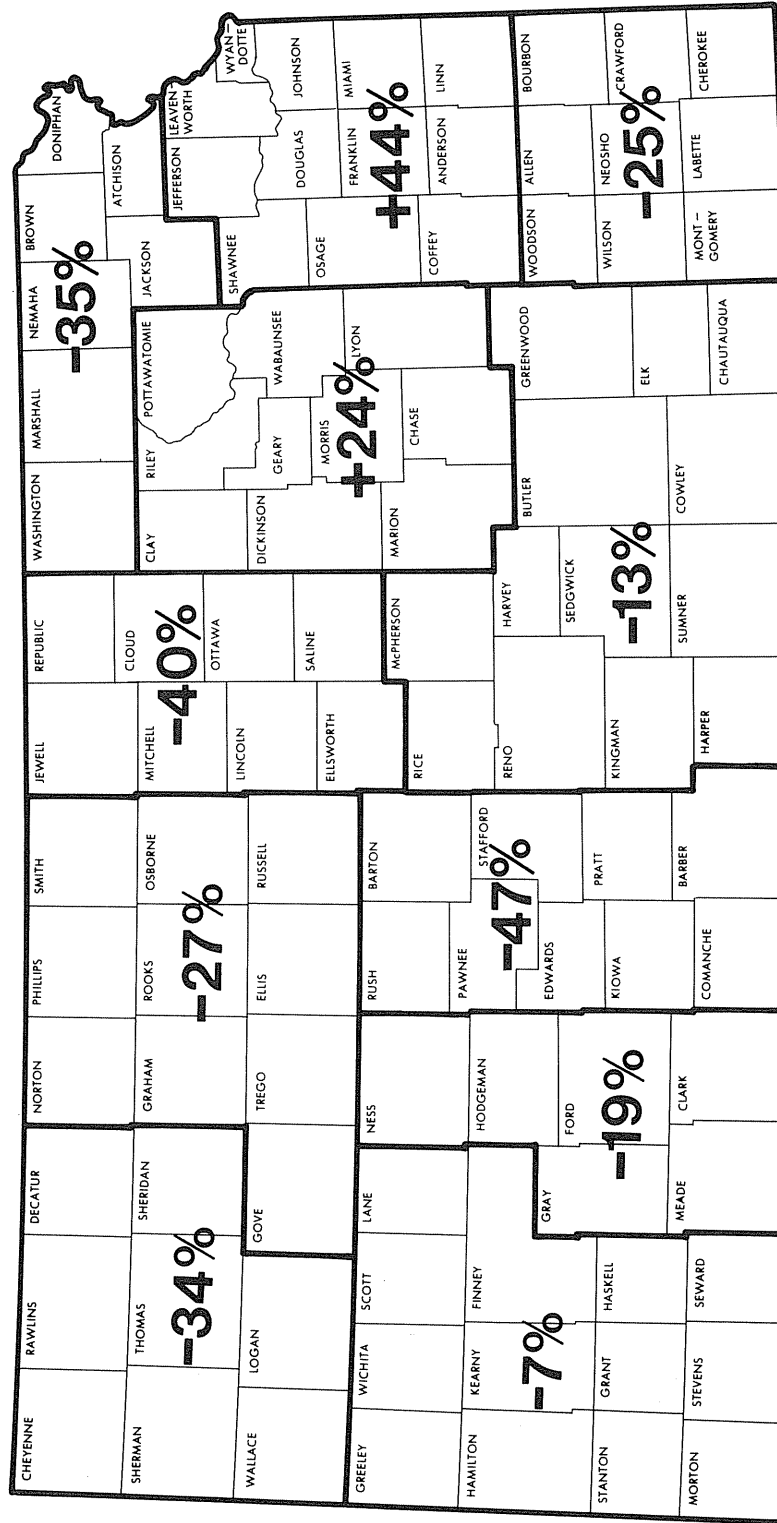 CHEYENNE
RAWLINS
DECATUR
NORTON
PHILLIPS
SMITH
JEWELL
REPUBLIC
WASHINGTON
MARSHALL
NEMAHA
BROWN
DONIPHAN
SHERMAN
THOMAS
SHERIDAN
GRAHAM
ROOKS
OSBORNE
MITCHELL
CLOUD
CLAY
RILEY
POTTAWATOMIE
JACKSON
ATCHISON
-34%
-27%
-40%
-35%
JEFFERSON
LEAVEN-
WORTH
WYAN-
DOTTE
WALLACE
LOGAN
GOVE
TREGO
ELLIS
RUSSELL
LINCOLN
OTTAWA
DICKINSON
GEARY
WABAUNSEE
SHAWNEE
DOUGLAS
JOHNSON
ELLSWORTH
SALINE
MORRIS
+24%
LYON
OSAGE
FRANKLIN
MIAMI
+44%
GREELEY
WICHITA
SCOTT
LANE
NESS
RUSH
BARTON
RICE
McPHERSON
MARION
CHASE
COFFEY
ANDERSON
LINN
HAMILTON
KEARNY
FINNEY
HODGEMAN
PAWNEE
STAFFORD
-47%
RENO
HARVEY
BUTLER
GREENWOOD
WOODSON
ALLEN
BOURBON
-7%
GRAY
FORD
EDWARDS
SEDGWICK
-19%
-13%
-25%
STANTON
GRANT
HASKELL
KIOWA
PRATT
KINGMAN
ELK
WILSON
NEOSHO
CRAWFORD
MORTON
STEVENS
SEWARD
MEADE
CLARK
COMANCHE
BARBER
HARPER
SUMNER
COWLEY
CHAUTAUQUA
MONT-
GOMERY
LABETTE
CHEROKEE